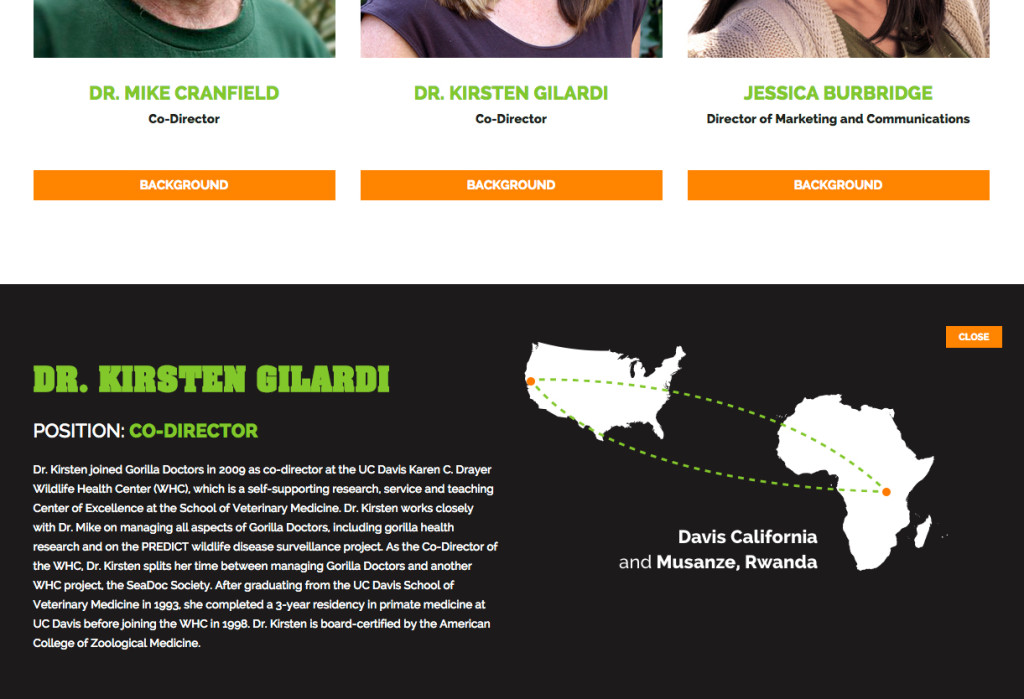 DR. MIKE CRANFIELD
Co-Director
BACKGROUND
DR. KIRSTEN GILARDI
Co-Director
BACKGROUND
JESSICA BURBRIDGE
Director of Marketing and Communications
BACKGROUND
CLOSE
DR. KIRSTEN GILARDI
POSITION: CO-DIRECTOR
Dr. Kirsten joined Gorilla Doctors in 2009 as co-director at the UC Davis Karen C. Drayer
Wildlife Health Center (WHC), which is a self-supporting research, service and teaching
Center of Excellence at the School of Veterinary Medicine. Dr. Kirsten works closely
with Dr. Mike on managing all aspects of Gorilla Doctors, including gorilla health
research and on the PREDICT wildlife disease surveillance project. As the Co-Director of
the WHC, Dr. Kirsten splits her time between managing Gorilla Doctors and another
WHC project, the SeaDoc Society. After graduating from the UC Davis School of
Veterinary Medicine in 1993, she completed a 3-year residency in primate medicine at
UC Davis before joining the WHC in 1998. Dr. Kirsten is board-certified by the American
College of Zoological Medicine.
Davis California
and Musanze, Rwanda